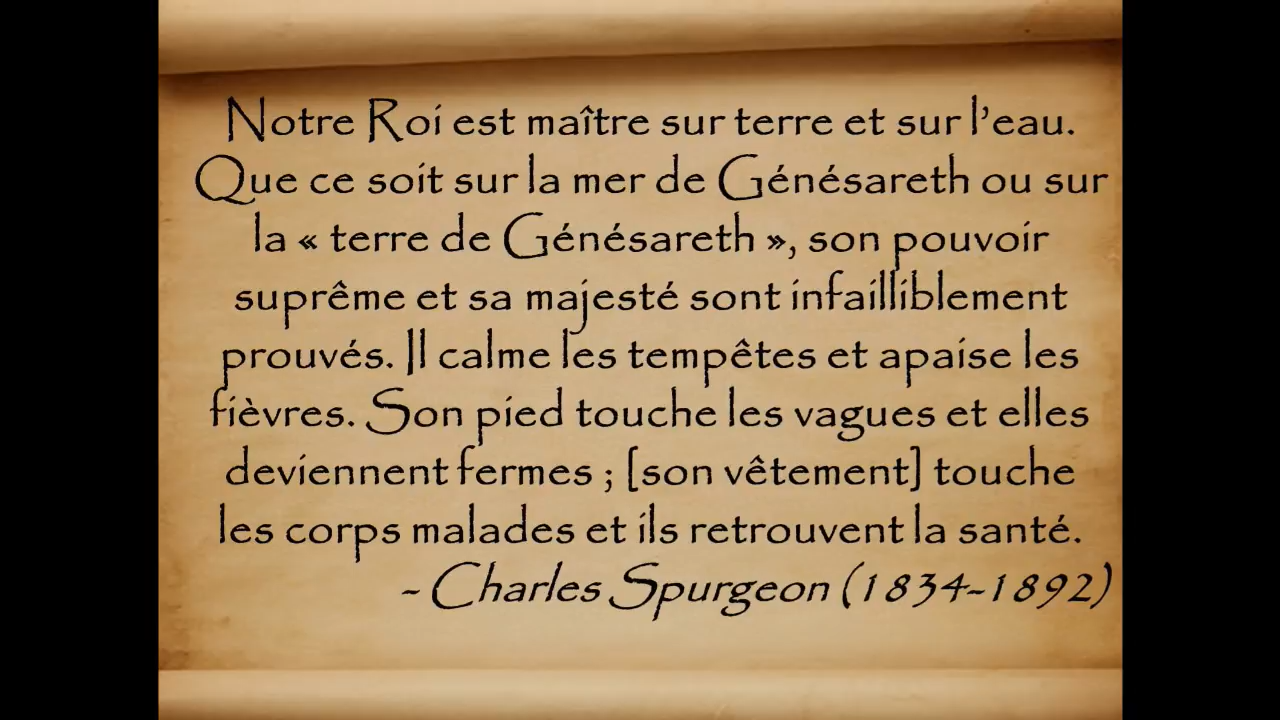 Notre Roi est maître sur terre et sur l’eau.
Que ce soit sur la mer de Génésareth ou sur
la « terre de Génésareth », son pouvoir
suprême et sa majesté sont infailliblement
prouvés. Il calme les tempêtes et apaise les
fièvres. Son pied touche les vagues et elles
deviennent fermes ; [son vêtement] touche
les corps malades et ils retrouvent la santé.
- Charles Spurgeon (1834-1892)